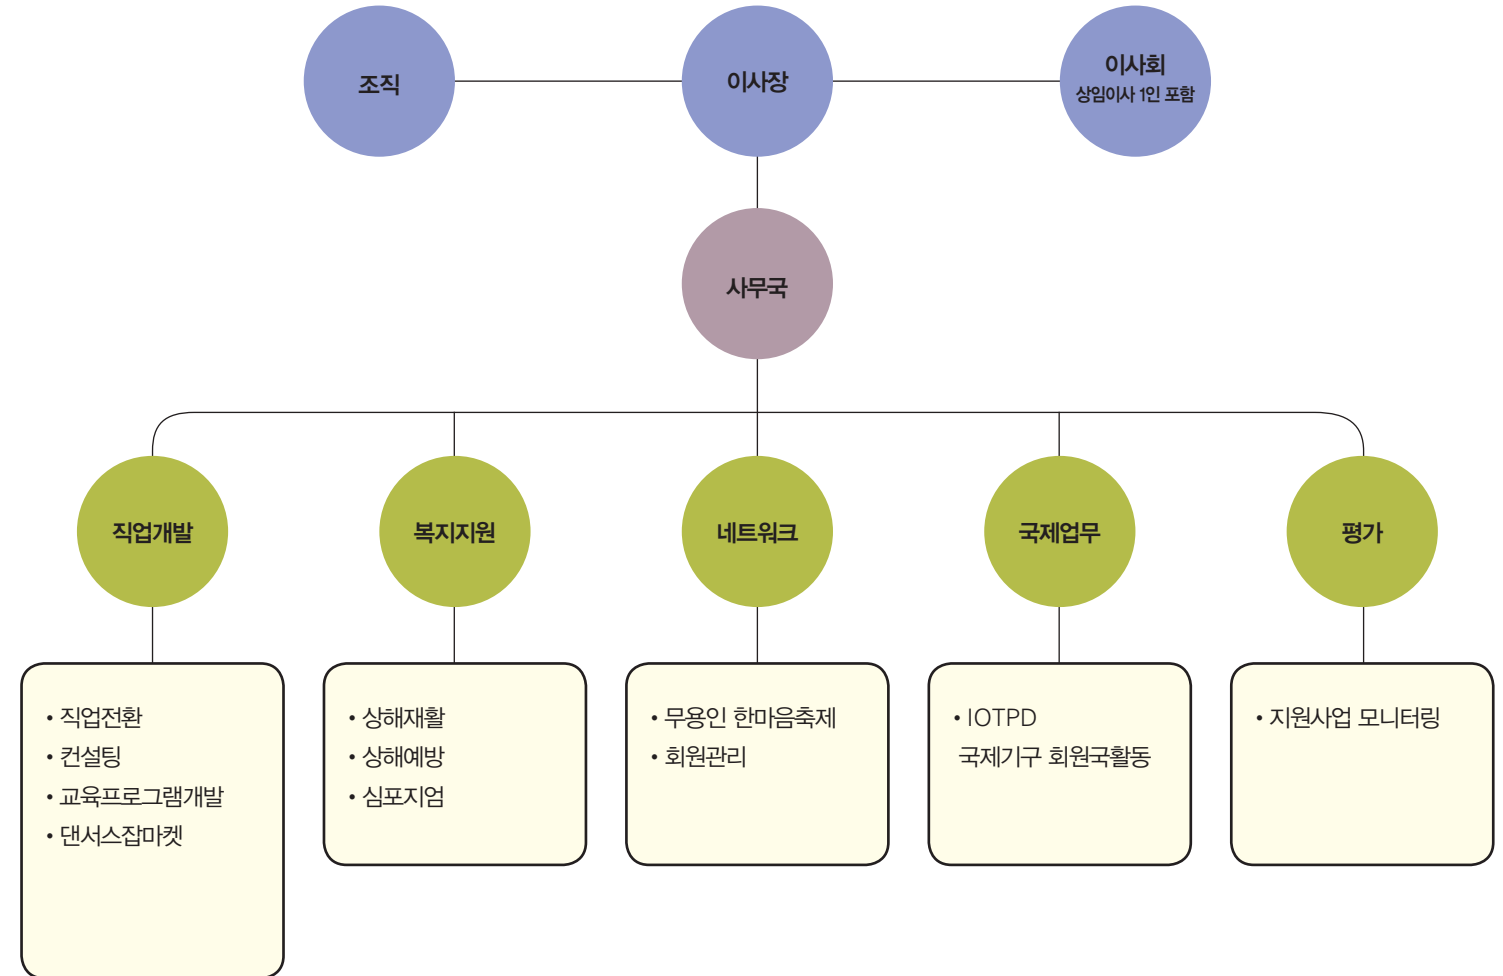 조직
이사장
이사회
상임이사 1인 포함
사무국
직업개발
복지지원
네트워크
국제업무
평가
• 직업전환
• 컨설팅
• 교육프로그램개발
• 댄서스잡마켓
• 상해재활
• 상해예방
• 심포지엄
• 무용인 한마음축제
• 회원관리
• IOTPD
국제기구 회원국활동
• 지원사업 모니터링